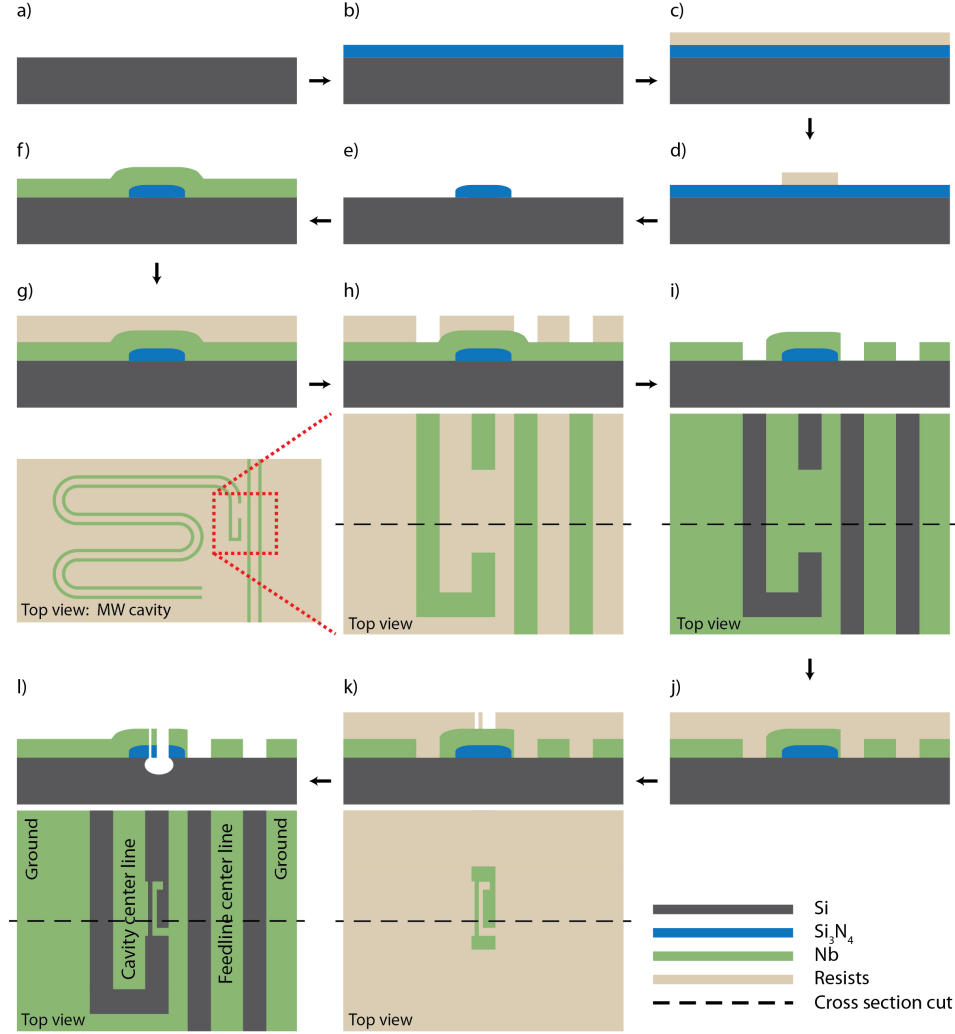 a)
b)
c)
f)
e)
d)
g)
h)
i)
Top view: MW cavity
Top view
Top view
l)
k)
j)
Ground
Cavity center line
Feedline center line
Ground
Top view
Top view
Si
Si₃N₄
Nb
Resists
Cross section cut